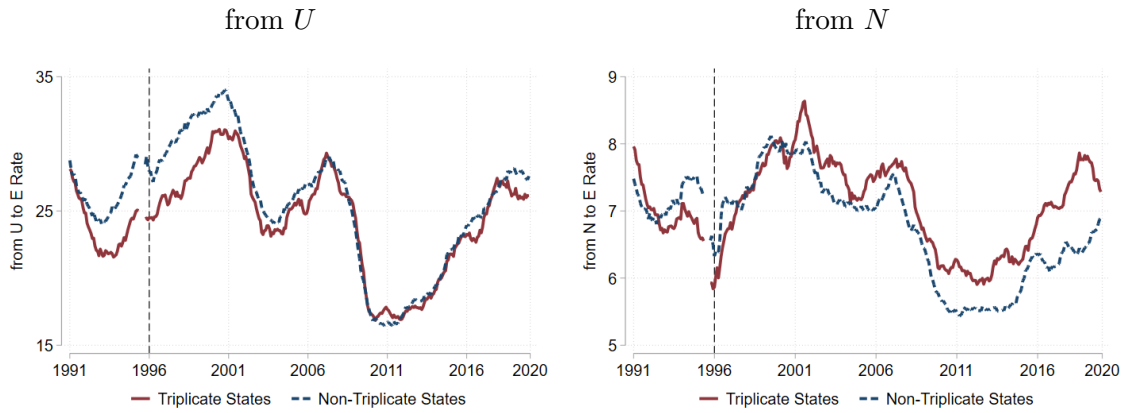 from U
from N
from U to E Rate
35
25
15
1991
1996
2001
2006
2011
2016
2020
Triplicate States
Non-Triplicate States
from N to E Rate
9
8
7
6
5
1991
1996
2001
2006
2011
2016
2020
Triplicate States
Non-Triplicate States